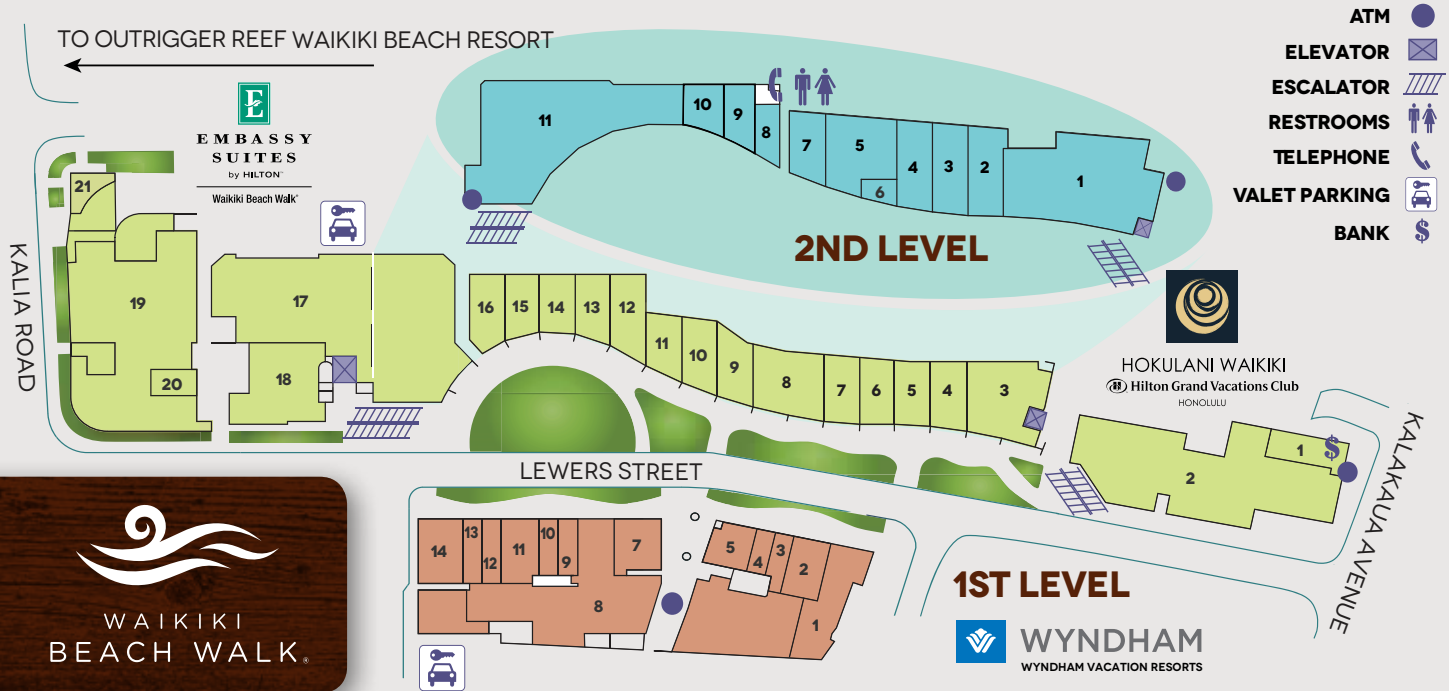 TO OUTRIGGER REEF WAIKIKI BEACH RESORT
ATM
ELEVATOR
ESCALATOR
RESTROOMS
TELEPHONE
VALET PARKING
BANK $
E
EMBASSY
SUITES
by HILTON™
Waikiki Beach Walk®
11
10
9
8
7
5
6
4
3
2
1
2ND LEVEL
KALIA ROAD
21
19
20
17
18
16
15
14
13
12
11
10
9
8
7
6
5
4
3
HOKULANI WAIKIKI
Hilton Grand Vacations Club
HONOLULU
2
1
$
KALAKAUA AVENUE
LEWERS STREET
14
13
12
11
10
9
7
8
5
4
3
2
1
1ST LEVEL
WYNDHAM
WYNDHAM VACATION RESORTS
WAIKIKI
BEACH WALK®